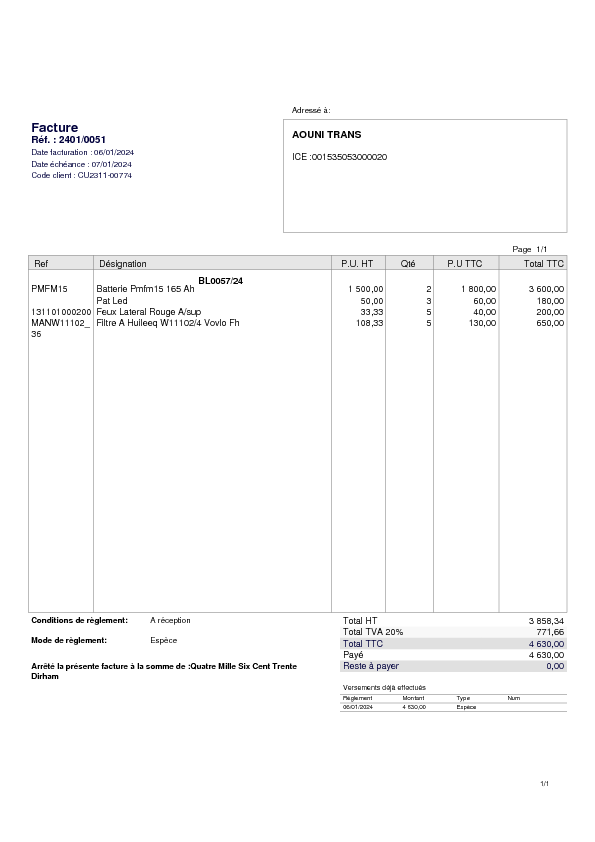 Adressé à:
Facture
Réf. : 2401/0051
Date facturation : 06/01/2024
Date échéance : 07/01/2024
Code client : CU2311-00774
AOUNI TRANS
ICE :001535053000020
Page 1/1
Ref Désignation P.U. HT Qté P.U TTC Total TTC
BL0057/24
PMFM15 Batterie Pmfm15 165 Ah 1 500,00 2 1 800,00 3 600,00
Pat Led 50,00 3 60,00 180,00
131101000200 Feux Lateral Rouge A/sup 33,33 5 40,00 200,00
MANW11102_ Filtre A Huileeq W11102/4 Vovlo Fh 108,33 5 130,00 650,00
36
Conditions de règlement: A réception
Mode de règlement: Espèce
Arrêté la présente facture à la somme de :Quatre Mille Six Cent Trente
Dirham
Total HT 3 858,34
Total TVA 20% 771,66
Total TTC 4 630,00
Payé 4 630,00
Reste à payer 0,00
Versements déjà effectués
Règlement Montant Type Num
06/01/2024 4 630,00 Espèce
1/1